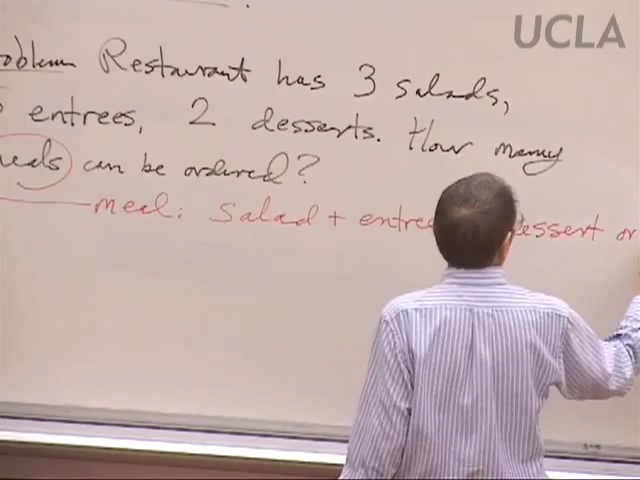 UCLA
Problem Restaurant has 3 salads,
entrees, 2 desserts. How many
meals can be ordered?
meal: Salad + entree dessert or